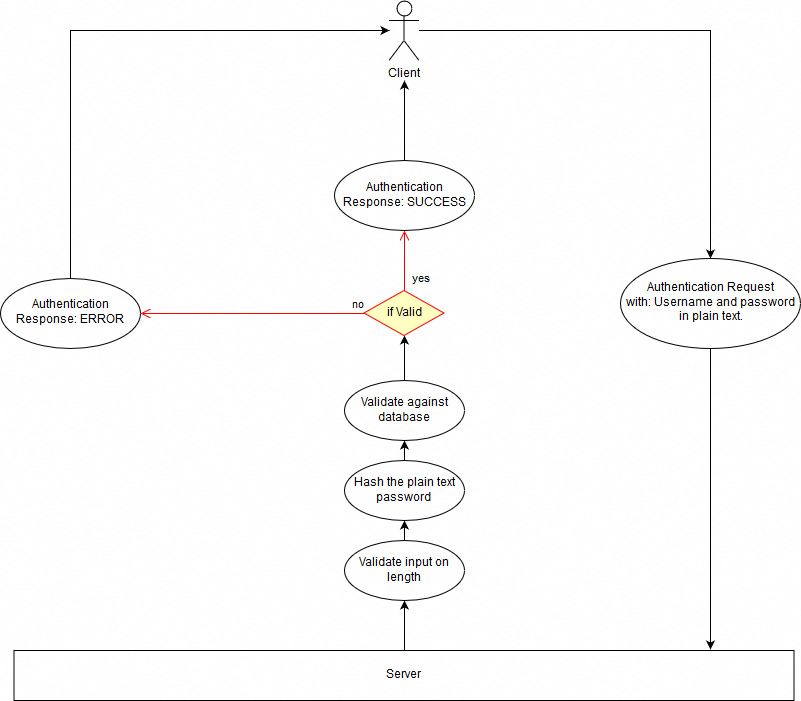 Client
Authentication
Response: SUCCESS
yes
Authentication Request
with: Username and password
in plain text.
Authentication
Response: ERROR
no
if Valid
Validate against
database
Hash the plain text
password
Validate input on
length
Server